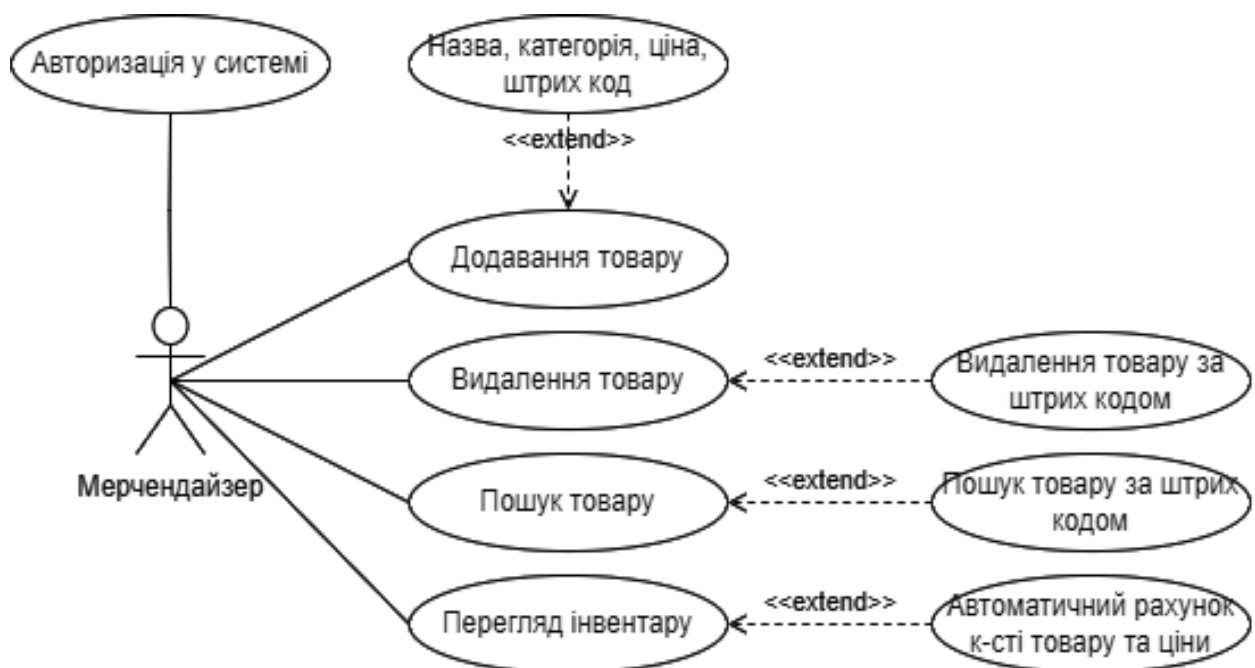 Авторизація у системі
Назва, категорія, ціна,
штрих код
<<extend>>
Додавання товару
Видалення товару
<<extend>>
Видалення товару за
штрих кодом
Мерчендайзер
Пошук товару
<<extend>>
Пошук товару за штрих
кодом
Перегляд інвентару
<<extend>>
Автоматичний рахунок
к-сті товару та ціни